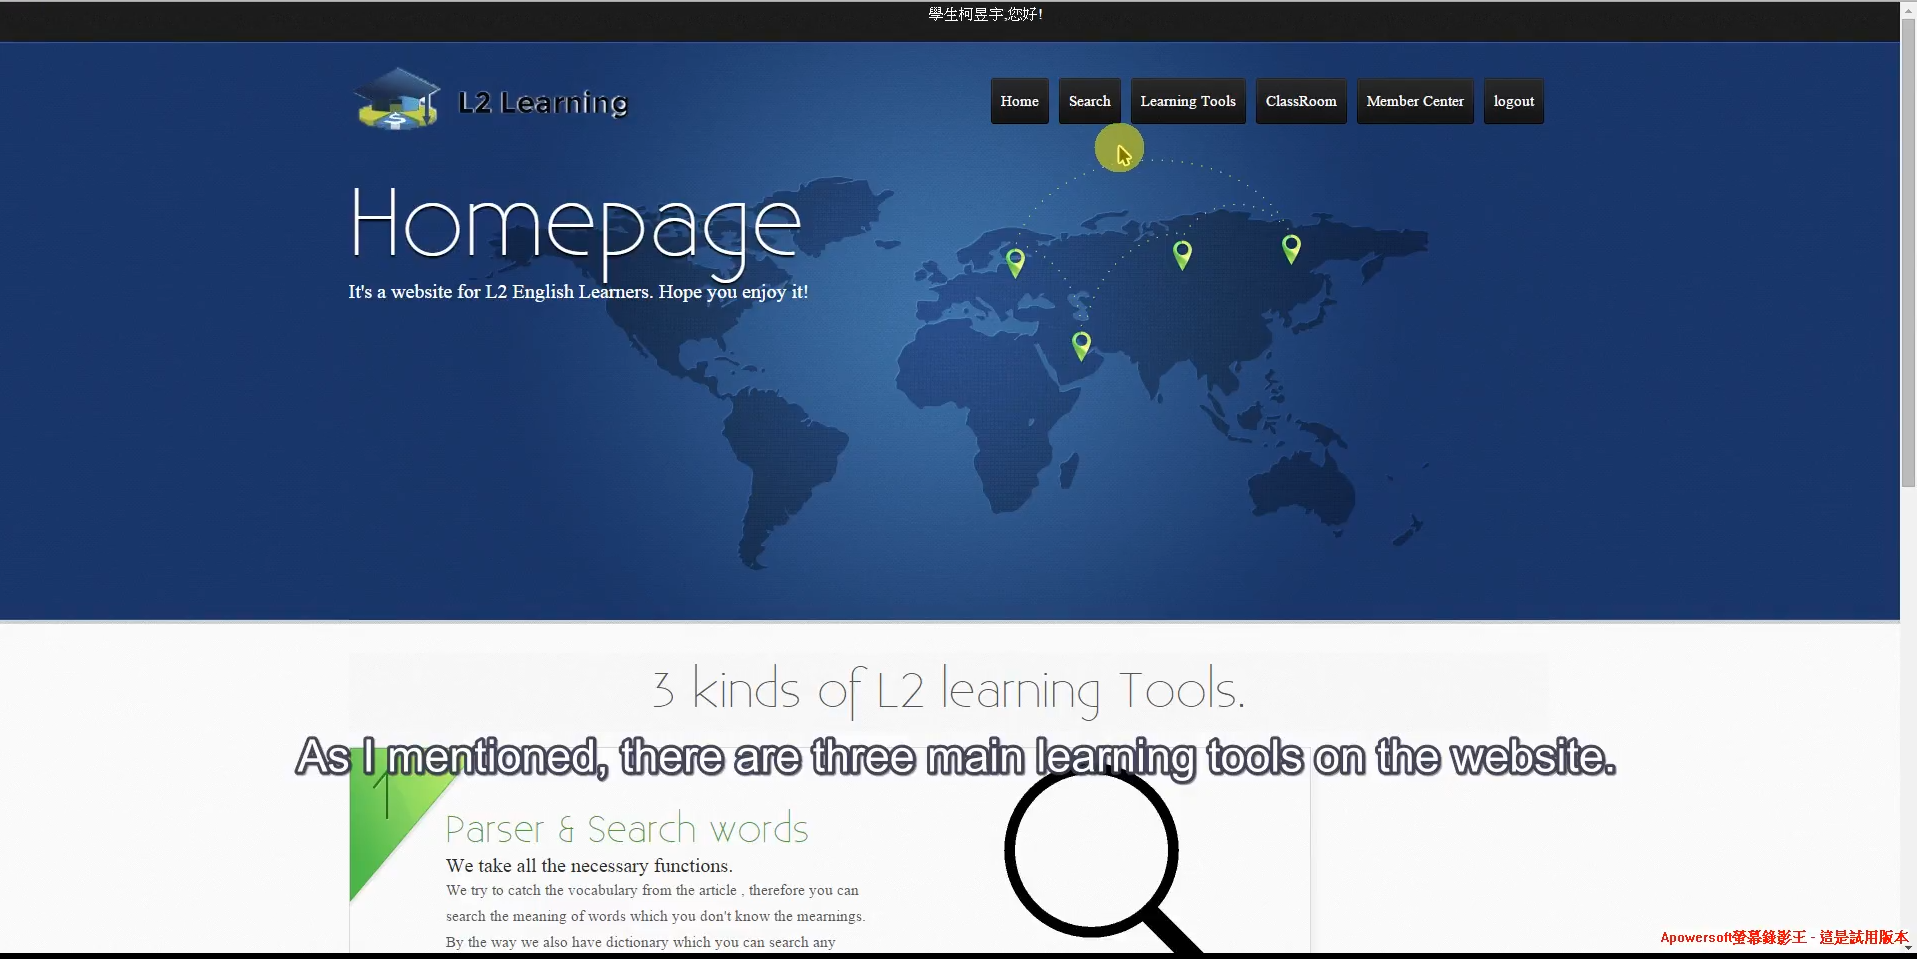 學生柯昱宇,您好!
L2 Learning
Home Search Learning Tools ClassRoom Member Center logout
Homepage
It's a website for L2 English Learners. Hope you enjoy it!
3 kinds of L2 learning Tools.
As I mentioned, there are three main learning tools on the website.
1
Parser & Search words
We take all the necessary functions.
We try to catch the vocabulary from the article , therefore you can
search the meaning of words which you don't know the mearnings.
By the way we also have dictionary which you can search any
Apowersoft螢幕錄影王 - 這是試用版本